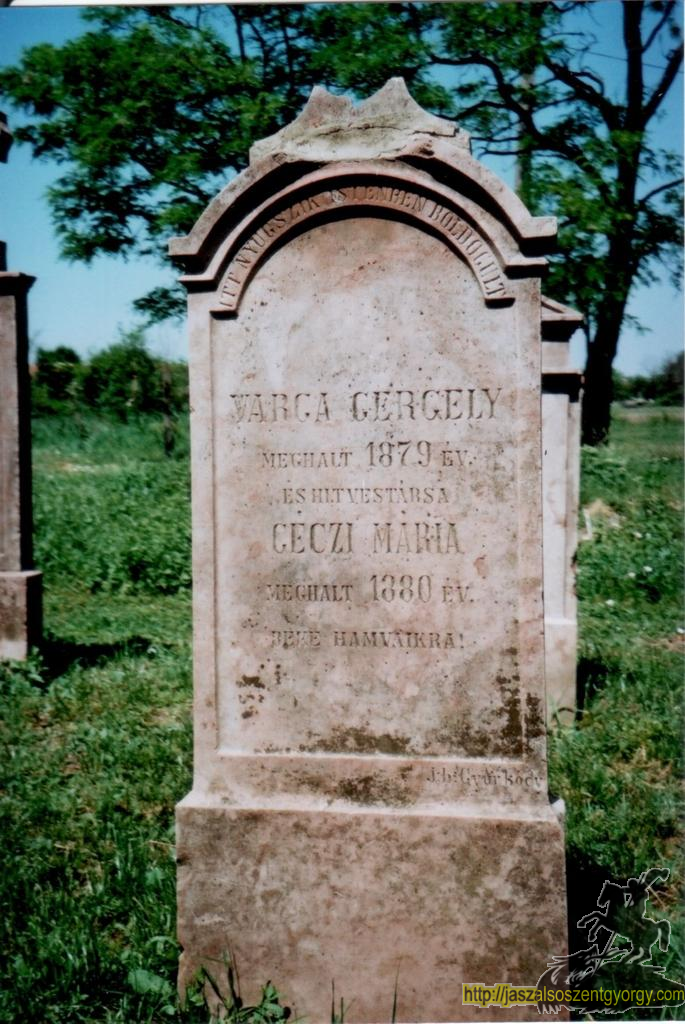 ITT NYUGSZIK ISTENBEN BOLDOGULT
VARGA GERGELY
MEGHALT 1879 ÉV.
ÉS HITVESTÁRSA
GÉCZI MÁRIA
MEGHALT 1880 ÉV.
BÉKE HAMVAIKRA!
http://jaszalsoszentgyorgy.com